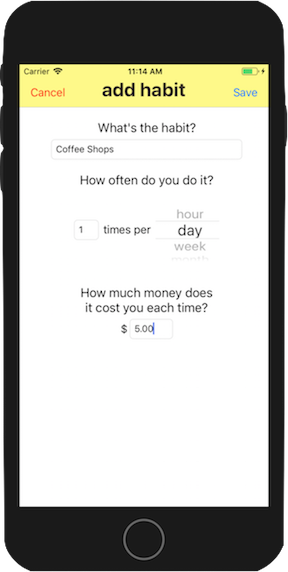 Carrier 11:14 AM
Cancel add habit Save
What's the habit?
Coffee Shops
How often do you do it?
hour
1 times per day
week
month
How much money does
it cost you each time?
$ 5.00